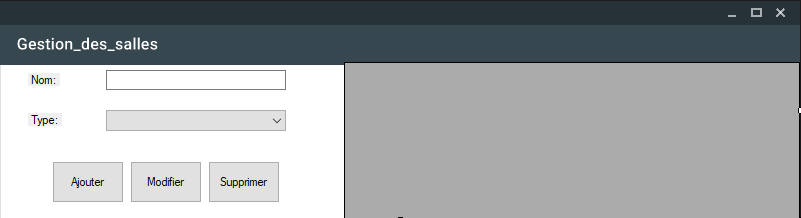 Gestion_des_salles
Nom:
Type:
Ajouter Modifier Supprimer